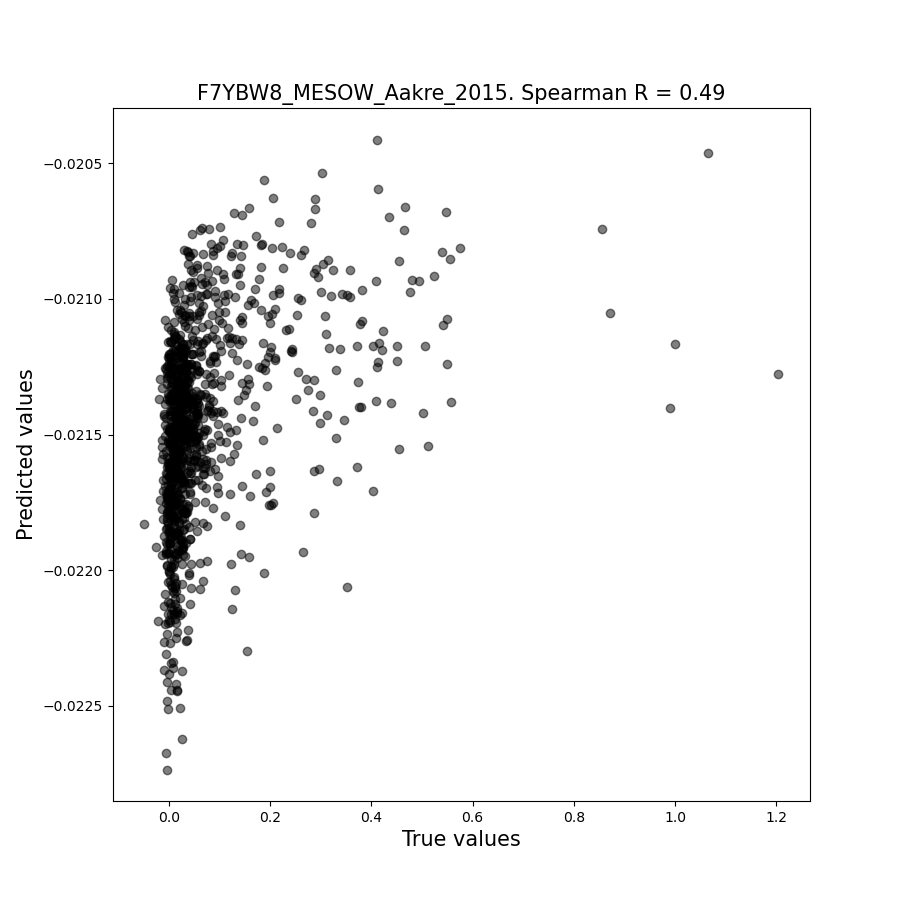 F7YBW8_MESOW_Aakre_2015. Spearman R = 0.49
Predicted values
−0.0205
−0.0210
−0.0215
−0.0220
−0.0225
0.0 0.2 0.4 0.6 0.8 1.0 1.2
True values